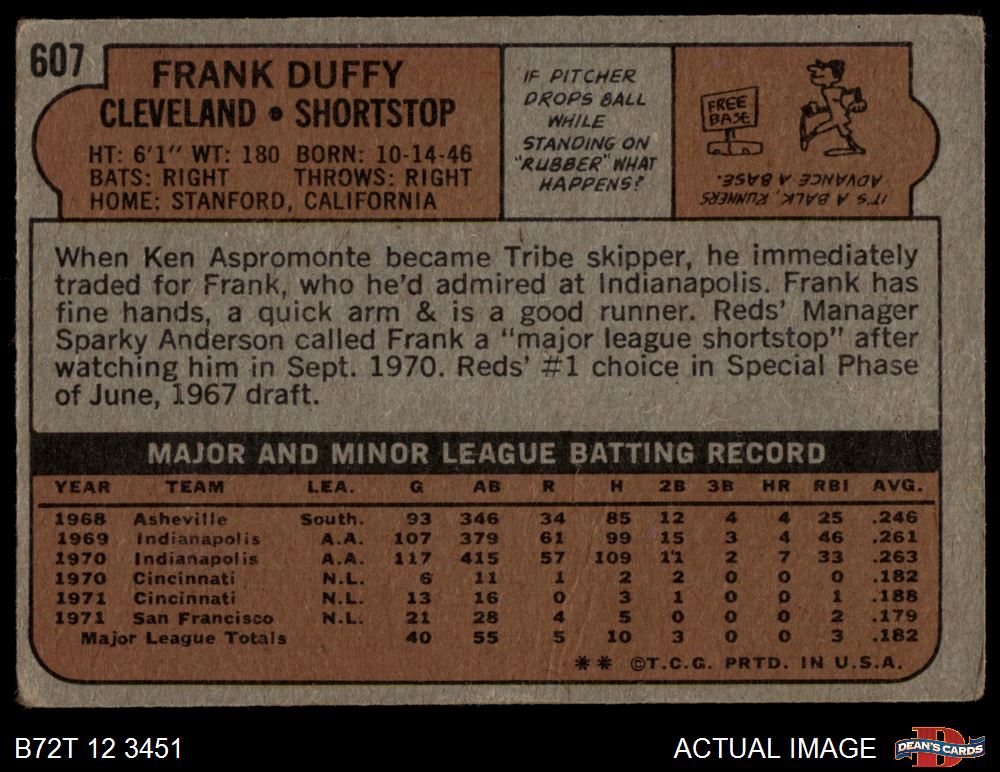 607
FRANK DUFFY
CLEVELAND • SHORTSTOP
HT: 6'1" WT: 180 BORN: 10-14-46
BATS: RIGHT THROWS: RIGHT
HOME: STANFORD, CALIFORNIA
IF PITCHER
DROPS BALL
WHILE
STANDING ON
"RUBBER" WHAT
HAPPENS?
FREE
BASE
IT'S A BALK, RUNNERS
ADVANCE A BASE.
When Ken Aspromonte became Tribe skipper, he immediately
traded for Frank, who he'd admired at Indianapolis. Frank has
fine hands, a quick arm & is a good runner. Reds' Manager
Sparky Anderson called Frank a "major league shortstop" after
watching him in Sept. 1970. Reds' #1 choice in Special Phase
of June, 1967 draft.
MAJOR AND MINOR LEAGUE BATTING RECORD
YEAR TEAM LEA. G AB R H 2B 3B HR RBI AVG.
1968 Asheville South. 93 346 34 85 12 4 4 25 .246
1969 Indianapolis A.A. 107 379 61 99 15 3 4 46 .261
1970 Indianapolis A.A. 117 415 57 109 11 2 7 33 .263
1970 Cincinnati N.L. 6 11 1 2 2 0 0 0 .182
1971 Cincinnati N.L. 13 16 0 3 1 0 0 1 .188
1971 San Francisco N.L. 21 28 4 5 0 0 0 2 .179
Major League Totals 40 55 5 10 3 0 0 3 .182
** ©T.C.G. PRTD. IN U.S.A.
B72T 12 3451
ACTUAL IMAGE
DEAN'S CARDS